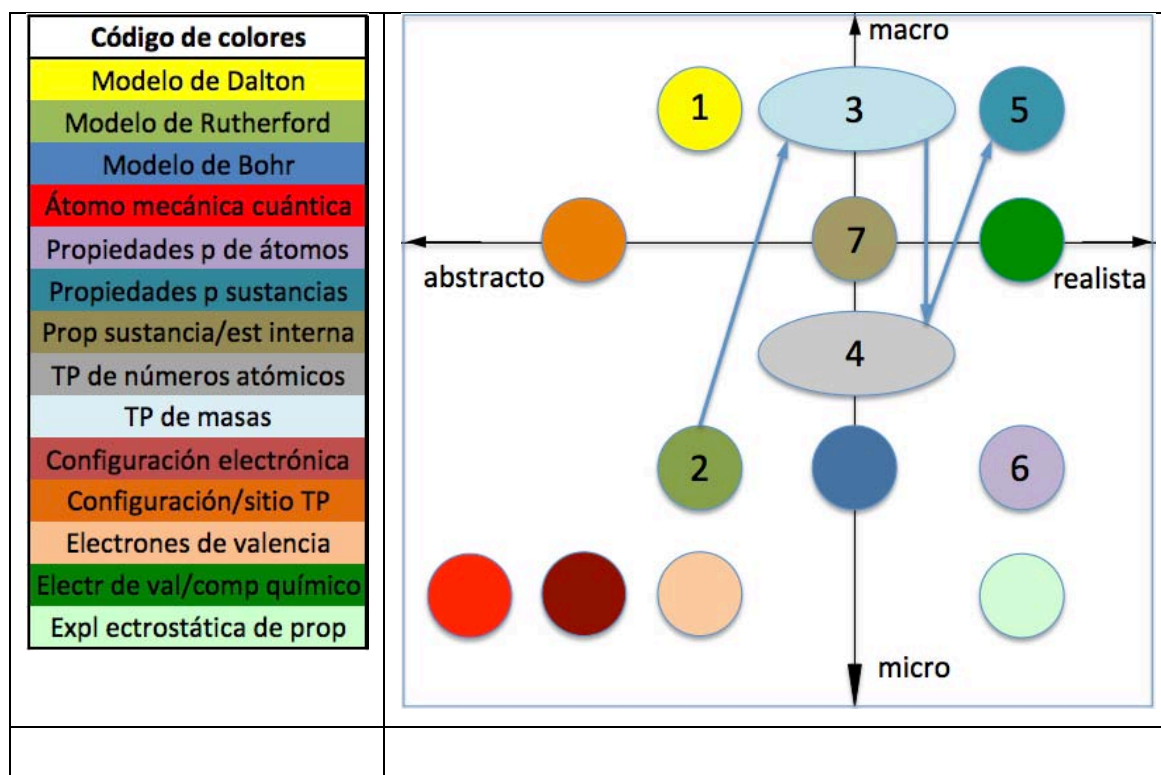 Código de colores
Modelo de Dalton
Modelo de Rutherford
Modelo de Bohr
Átomo mecánica cuántica
Propiedades p de átomos
Propiedades p sustancias
Prop sustancia/est interna
TP de números atómicos
TP de masas
Configuración electrónica
Configuración/sitio TP
Electrones de valencia
Electr de val/comp químico
Expl ectrostática de prop
macro
1
3
5
7
abstracto
realista
4
2
6
micro